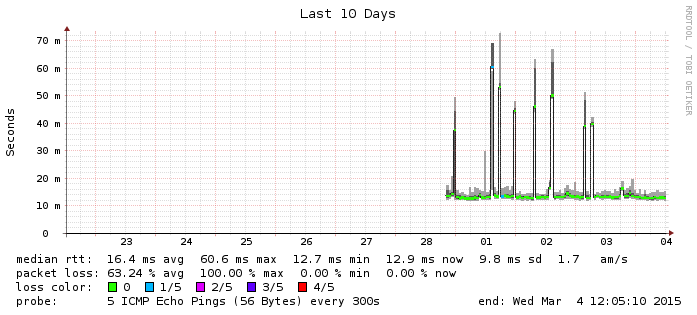 Last 10 Days
RRDTOOL / TOBI OETIKER
Seconds
70 m
60 m
50 m
40 m
30 m
20 m
10 m
0
23 24 25 26 27 28 01 02 03 04
median rtt: 16.4 ms avg 60.6 ms max 12.7 ms min 12.9 ms now 9.8 ms sd 1.7 am/s
packet loss: 63.24 % avg 100.00 % max 0.00 % min 0.00 % now
loss color: 0 1/5 2/5 3/5 4/5
probe: 5 ICMP Echo Pings (56 Bytes) every 300s end: Wed Mar 4 12:05:10 2015